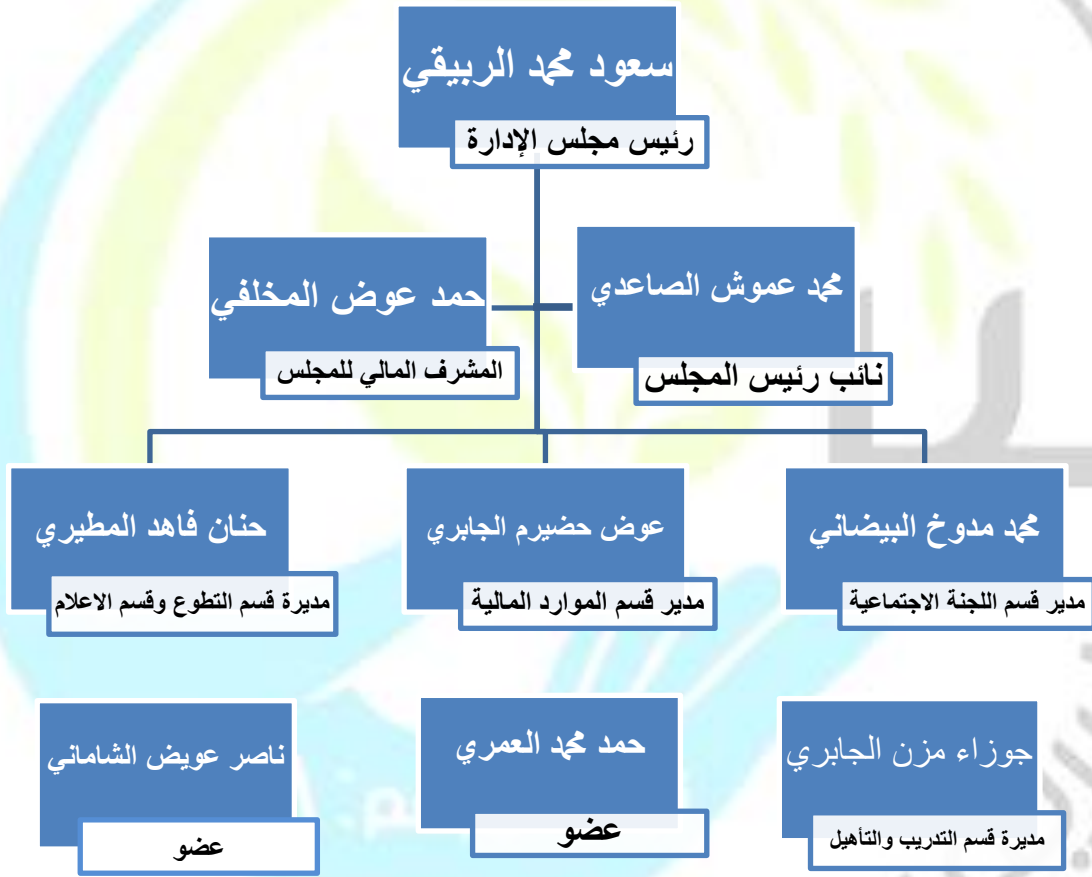 سعود محمد الربيقي
رئيس مجلس الإدارة
محمد عموش الصاعدي
نائب رئيس المجلس
حمد عوض المخلفي
المشرف المالي للمجلس
محمد مدوخ البيضاني
مدير قسم اللجنة الاجتماعية
عوض حضيرم الجابري
مدير قسم الموارد المالية
حنان فاهد المطيري
مديرة قسم التطوع وقسم الاعلام
جوزاء مزن الجابري
مديرة قسم التدريب والتأهيل
حمد محمد العمري
عضو
ناصر عويض الشاماني
عضو